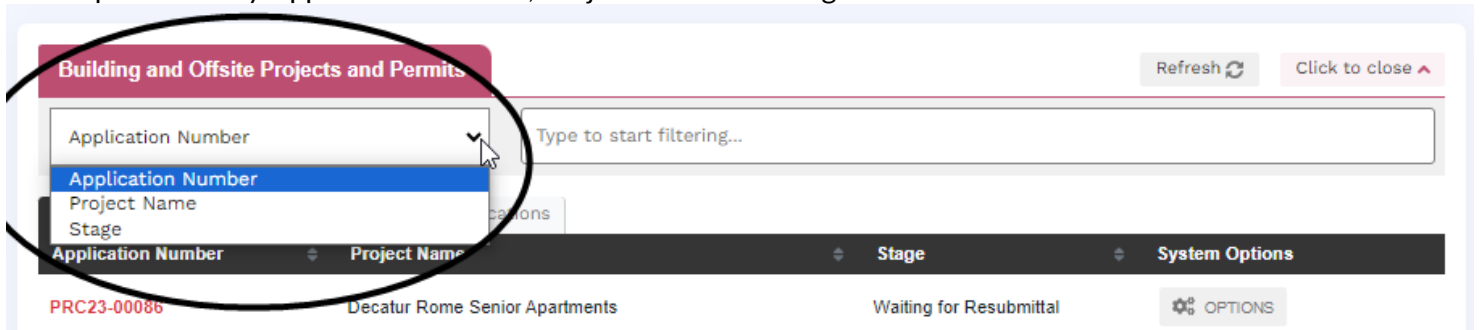 Building and Offsite Projects and Permits
Refresh
Click to close
Application Number
Type to start filtering...
Application Number
Project Name
Stage
Application Number
Project Name
Stage
System Options
PRC23-00086
Decatur Rome Senior Apartments
Waiting for Resubmittal
OPTIONS